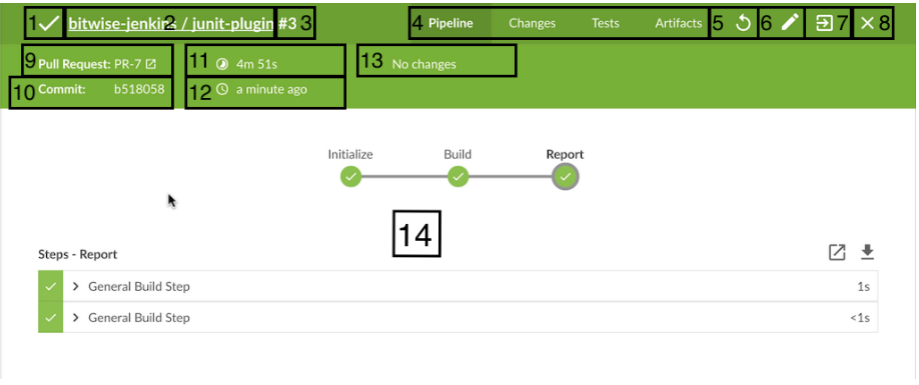 1 bitwise-jenkins / junit-plugin 2 #3 3 4 Pipeline Changes Tests Artifacts 5 6 7 8
9 Pull Request: PR-7 11 4m 51s 13 No changes
10 Commit: b518058 12 a minute ago
Initialize Build Report
14
Steps - Report
General Build Step 1s
General Build Step <1s